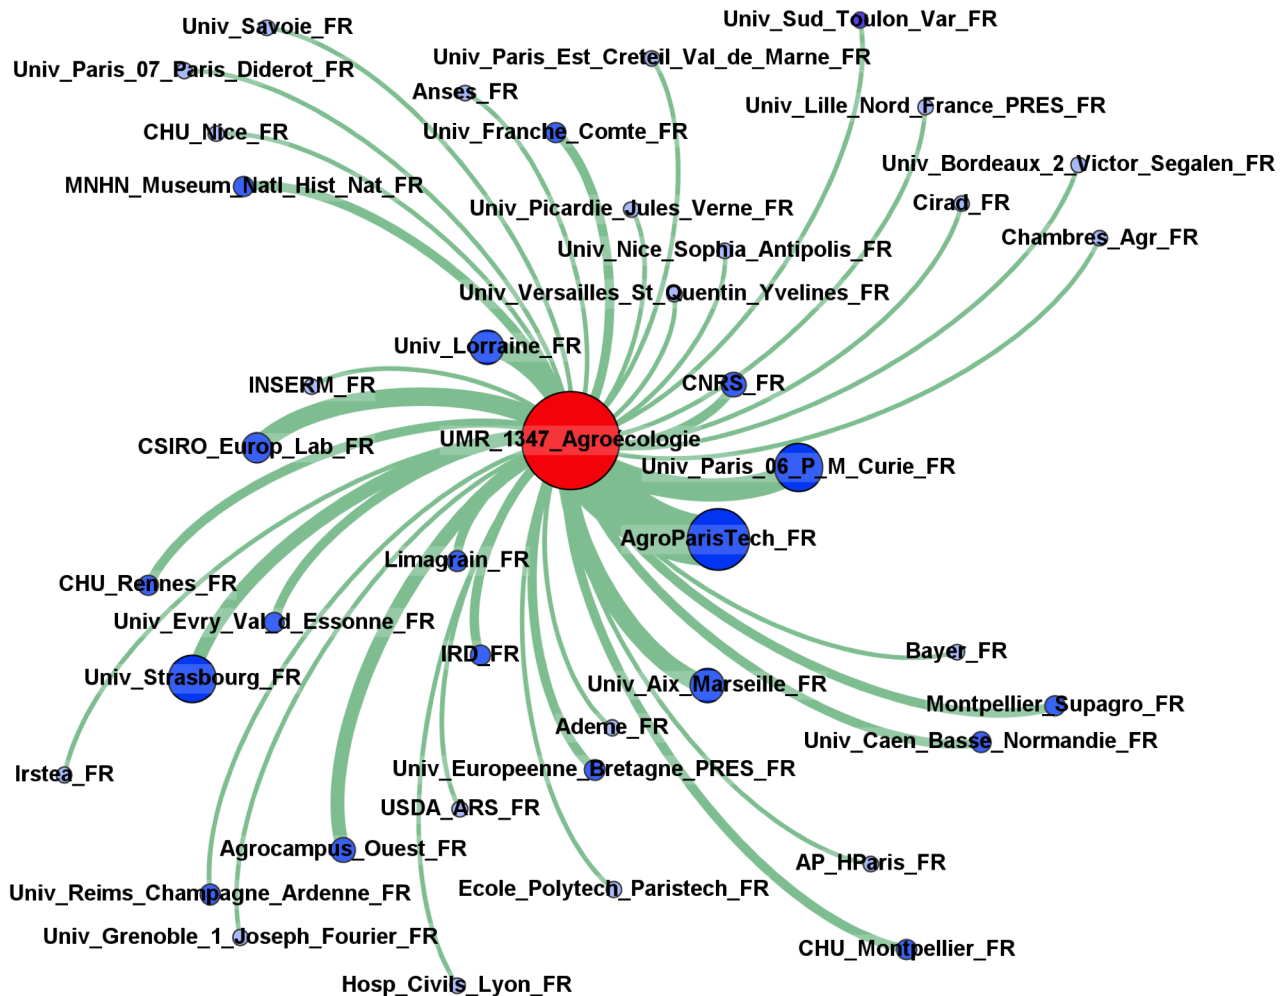 Univ_Sud_Toulon_Var_FR
Univ_Savoie_FR
Univ_Paris_Est_Creteil_Val_de_Marne_FR
Univ_Paris_07_Paris_Diderot_FR
Anses_FR
Univ_Lille_Nord_France_PRES_FR
CHU_Nice_FR
Univ_Franche_Comte_FR
Univ_Bordeaux_2_Victor_Segalen_FR
MNHN_Museum_Natl_Hist_Nat_FR
Cirad_FR
Univ_Picardie_Jules_Verne_FR
Chambres_Agr_FR
Univ_Nice_Sophia_Antipolis_FR
Univ_Versailles_St_Quentin_Yvelines_FR
Univ_Lorraine_FR
INSERM_FR
CNRS_FR
CSIRO_Europ_Lab_FR
UMR_1347_Agroécologie
Univ_Paris_06_P_M_Curie_FR
AgroParisTech_FR
Limagrain_FR
CHU_Rennes_FR
Univ_Evry_Val_d_Essonne_FR
IRD_FR
Bayer_FR
Univ_Strasbourg_FR
Univ_Aix_Marseille_FR
Montpellier_Supagro_FR
Ademe_FR
Univ_Caen_Basse_Normandie_FR
Irstea_FR
Univ_Europeenne_Bretagne_PRES_FR
USDA_ARS_FR
Agrocampus_Ouest_FR
AP_HParis_FR
Univ_Reims_Champagne_Ardenne_FR
Ecole_Polytech_Paristech_FR
Univ_Grenoble_1_Joseph_Fourier_FR
CHU_Montpellier_FR
Hosp_Civils_Lyon_FR